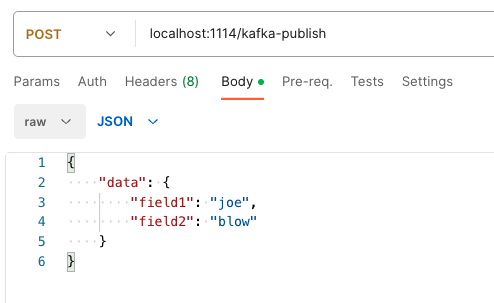 POST localhost:1114/kafka-publish
Params Auth Headers (8) Body Pre-req. Tests Settings
raw JSON
1 {
2 "data": {
3 "field1": "joe",
4 "field2": "blow"
5 }
6 }